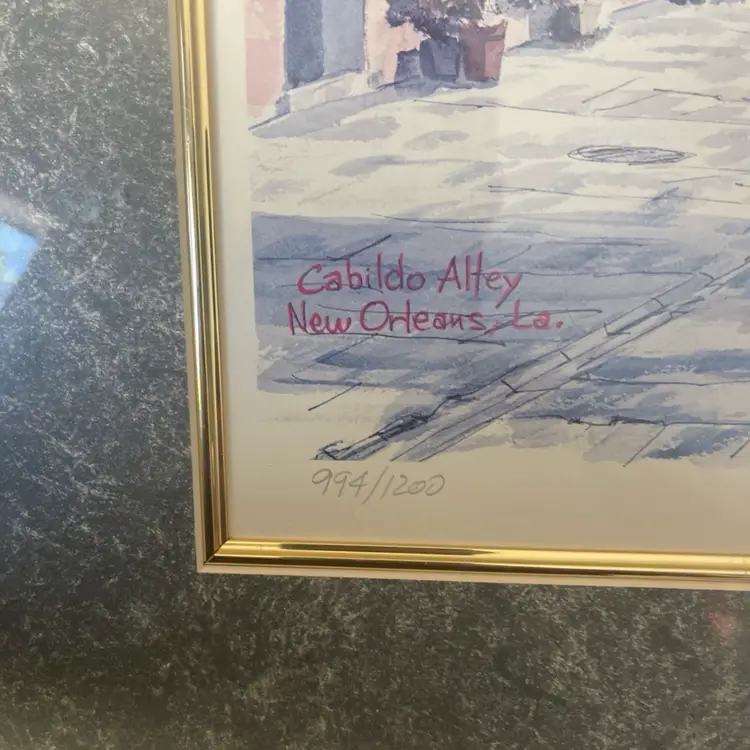 Cabildo Alley
New Orleans, La.
994/1200